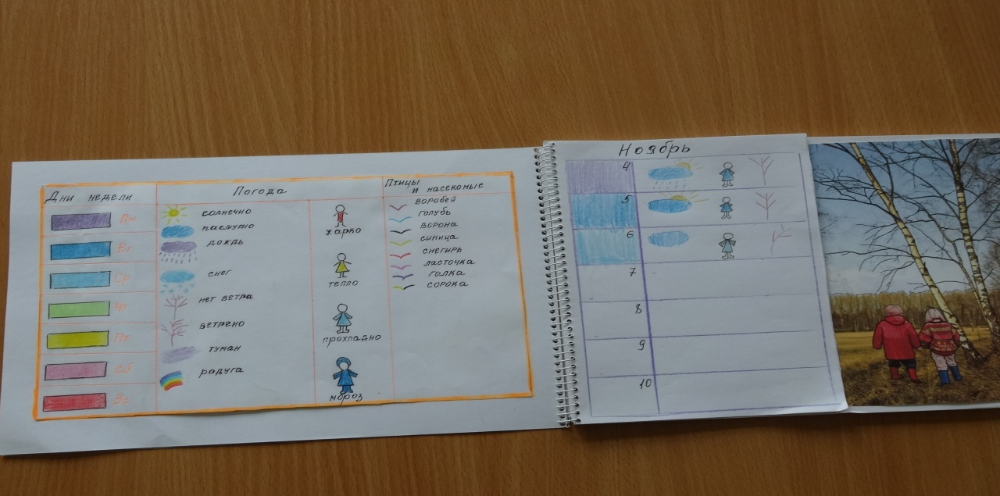 Дни недели
Пн
Вт
Ср
Чт
Пт
Сб
Вс
Погода
солнечно
пасмурно
дождь
снег
нет ветра
ветрено
туман
радуга
жарко
тепло
прохладно
мороз
Птицы
и насекомые
воробей
голубь
ворона
синица
снегирь
ласточка
галка
сорока
Ноябрь
4
5
6
7
8
9
10